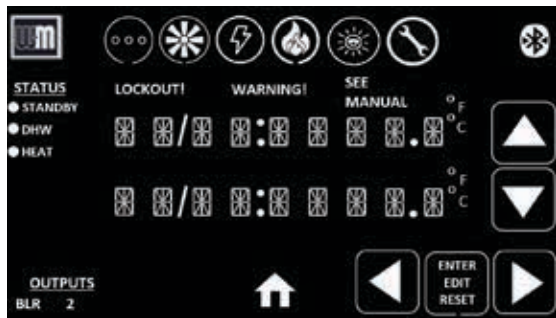 WM
STATUS
STANDBY
DHW
HEAT
LOCKOUT!
WARNING!
SEE
MANUAL
°F
°C
°F
°C
OUTPUTS
BLR 2
ENTER
EDIT
RESET